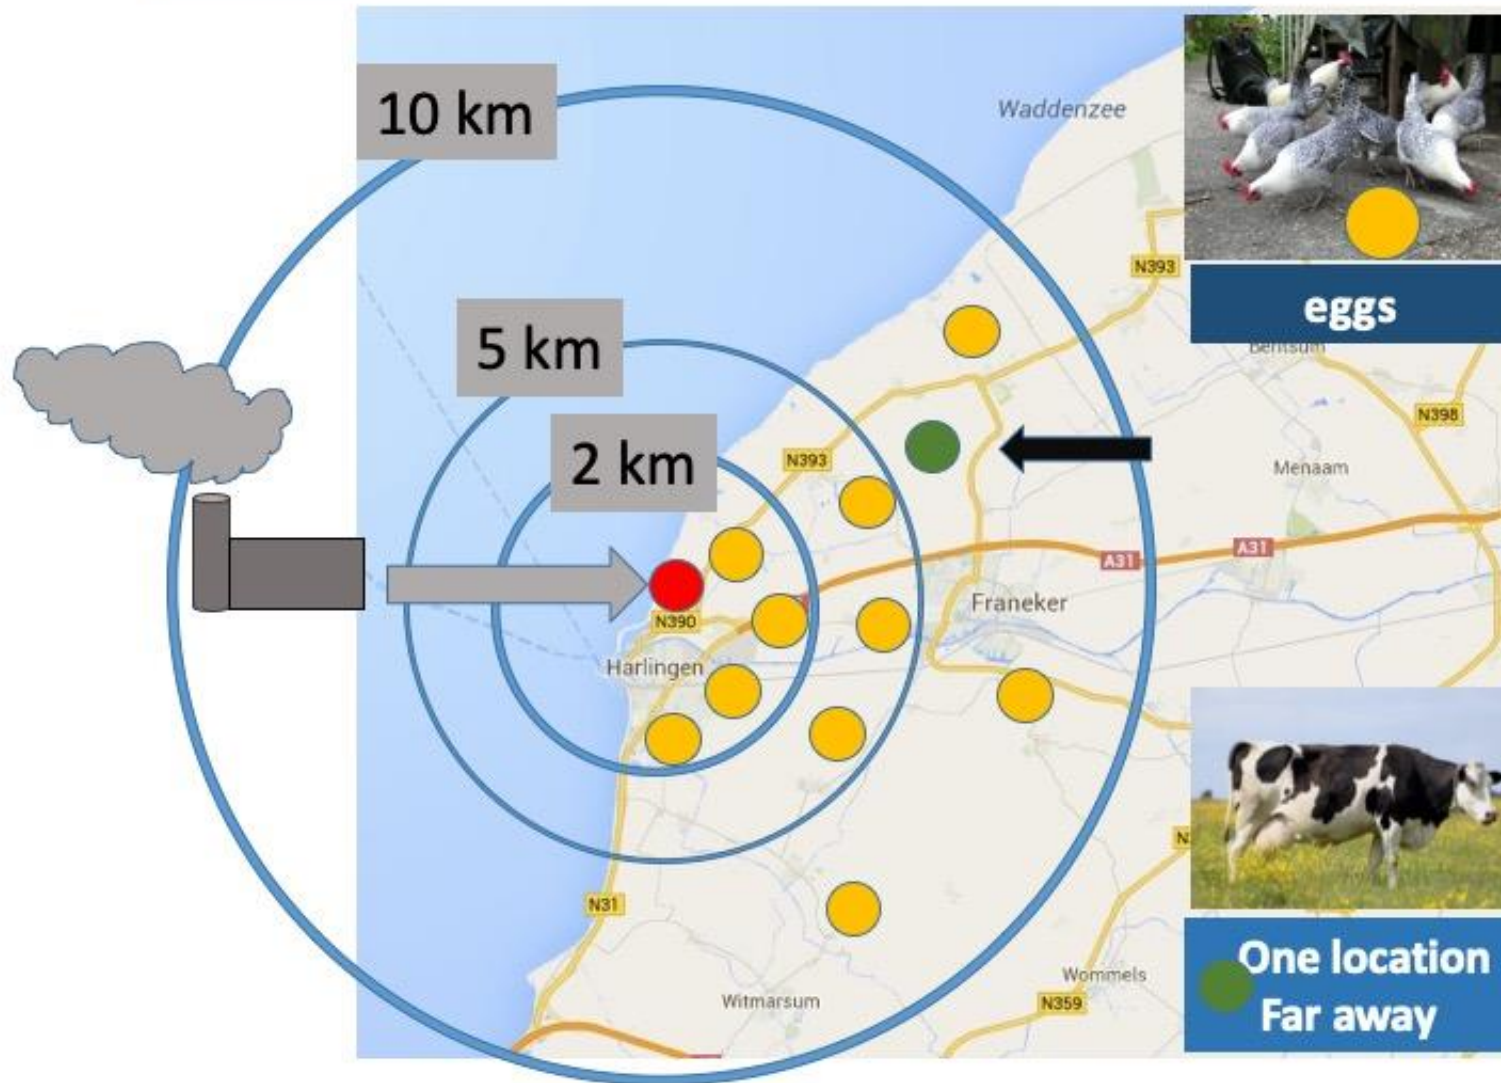 10 km
Waddenzee
N393
eggs
5 km
Beitsum
N398
2 km
N393
Menaam
A31
A31
Franeker
N390
Harlingen
N31
One location
Far away
Wommels
Witmarsum
N359